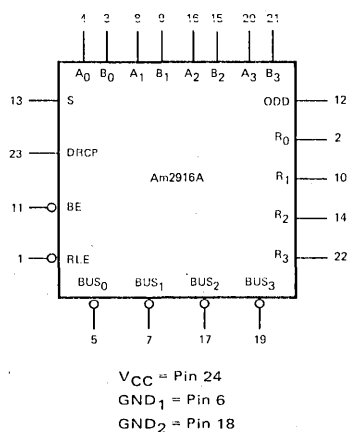 4 3 8 9 16 15 20 21
A0 B0 A1 B1 A2 B2 A3 B3
13 S ODD 12
R0 2
23 DRCP
Am2916A R1 10
11 BE R2 14
1 RLE R3 22
BUS0 BUS1 BUS2 BUS3
5 7 17 19
VCC = Pin 24
GND1 = Pin 6
GND2 = Pin 18